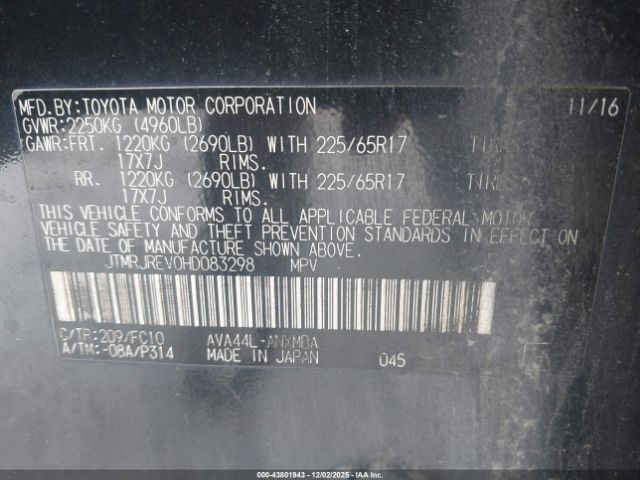 MFD.BY:TOYOTA MOTOR CORPORATION 11/16
GVWR:2250KG (4960LB)
GAWR:FRT. 1220KG (2690LB) WITH 225/65R17
17X7J RIMS.
RR. 1220KG (2690LB) WITH 225/65R17 TIRE
17X7J RIMS.
THIS VEHICLE CONFORMS TO ALL APPLICABLE FEDERAL MOTOR
VEHICLE SAFETY AND THEFT PREVENTION STANDARDS IN EFFECT ON
THE DATE OF MANUFACTURE SHOWN ABOVE.
JTMRJREV0HD083298 MPV
C/TR:209/FC10 AVA44L-ANXMBA
A/TM:-08A/P314 MADE IN JAPAN 045
000-43801943 - 12/02/2025 - IAAI.COM